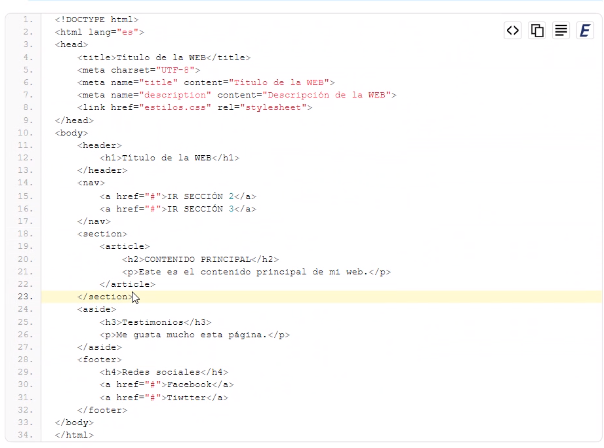 1. <!DOCTYPE html>
2. <html lang="es">
3. <head>
4. <title>Título de la WEB</title>
5. <meta charset="UTF-8">
6. <meta name="title" content="Título de la WEB">
7. <meta name="description" content="Descripción de la WEB">
8. <link href="estilos.css" rel="stylesheet">
9. </head>
10. <body>
11. <header>
12. <h1>Título de la WEB</h1>
13. </header>
14. <nav>
15. <a href="#">IR SECCIÓN 2</a>
16. <a href="#">IR SECCIÓN 3</a>
17. </nav>
18. <section>
19. <article>
20. <h2>CONTENIDO PRINCIPAL</h2>
21. <p>Este es el contenido principal de mi web.</p>
22. </article>
23. </section>
24. <aside>
25. <h3>Testimonios</h3>
26. <p>Me gusta mucho esta página.</p>
27. </aside>
28. <footer>
29. <h4>Redes sociales</h4>
30. <a href="#">Facebook</a>
31. <a href="#">Tiwtter</a>
32. </footer>
33. </body>
34. </html>
E